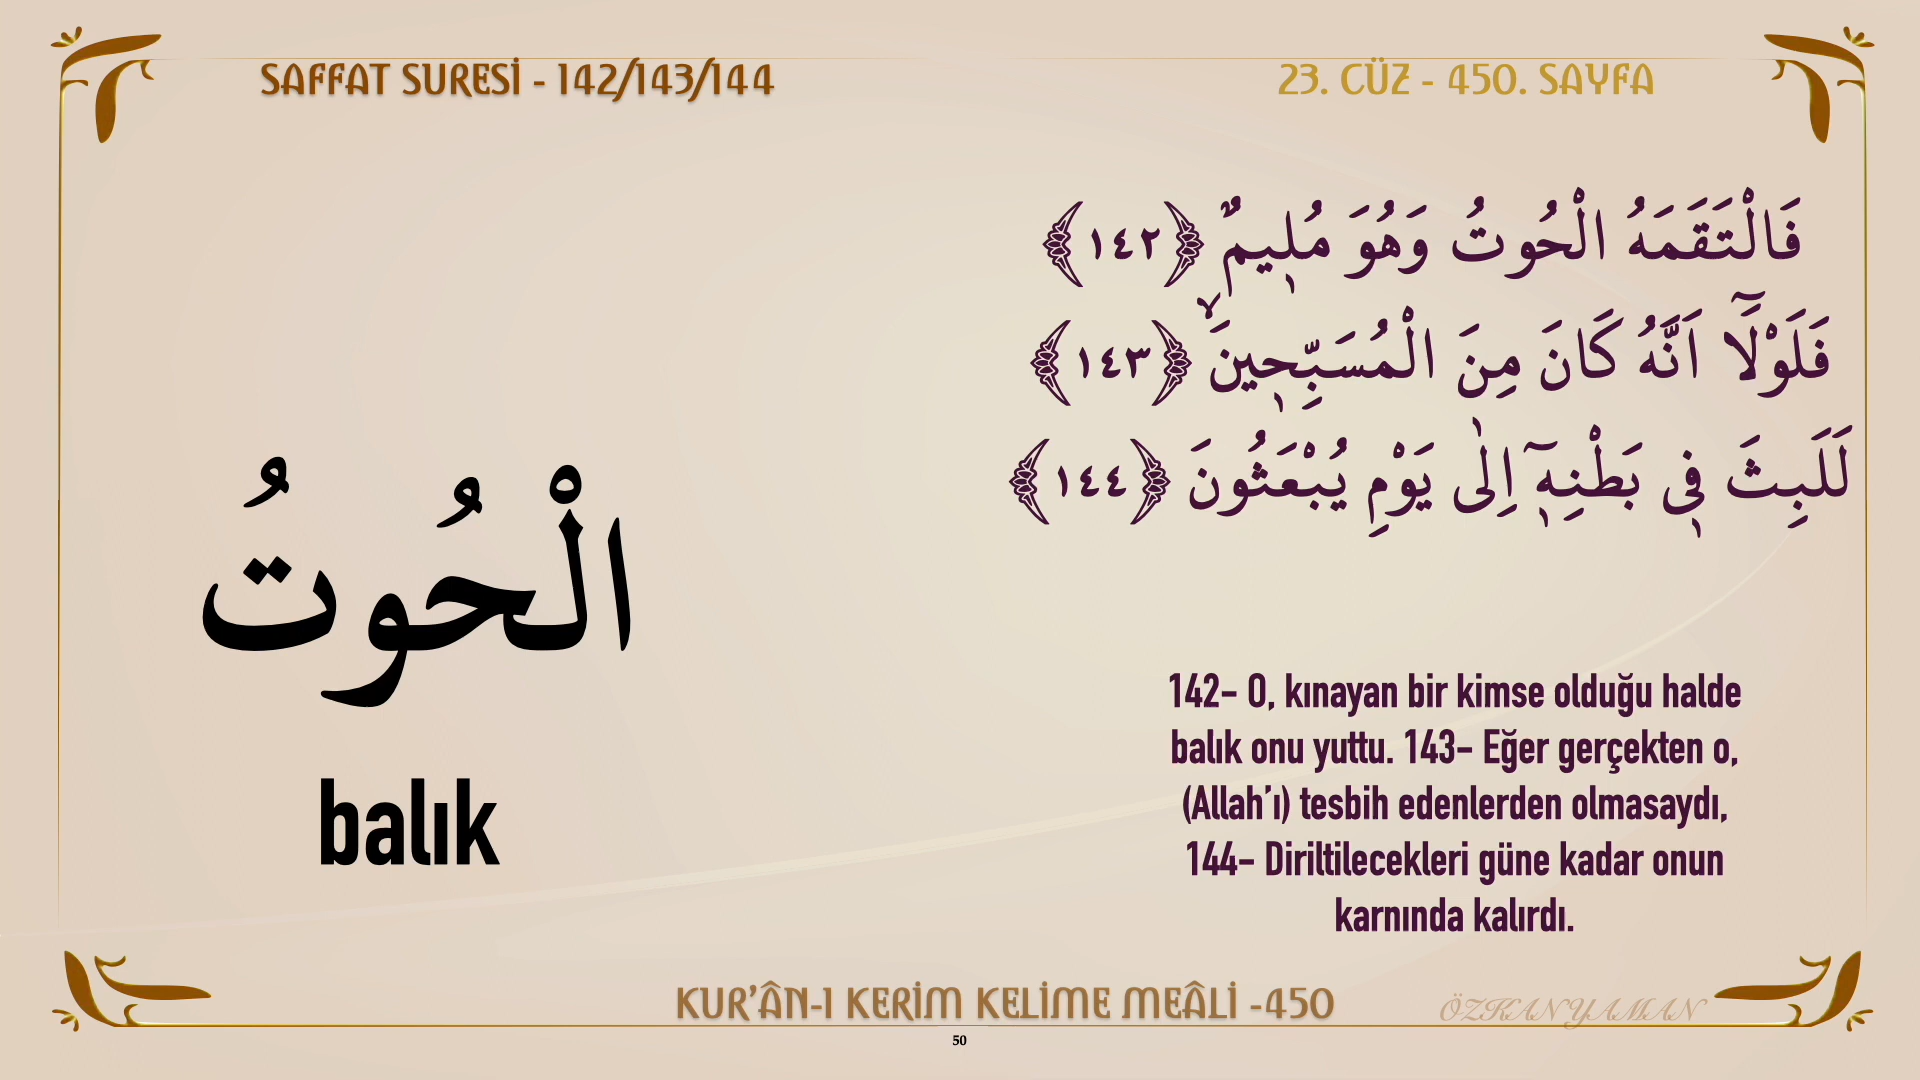 SAFFAT SURESİ - 142/143/144
23. CÜZ - 450. SAYFA
فَالْتَقَمَهُ الْحُوتُ وَهُوَ مُلٖيمٌ ﴿١٤٢﴾
فَلَوْلَٓا اَنَّهُ كَانَ مِنَ الْمُسَبِّحٖينَۙ ﴿١٤٣﴾
لَلَبِثَ فٖى بَطْنِهٖٓ اِلٰى يَوْمِ يُبْعَثُونَ ﴿١٤٤﴾
الْحُوتُ
balık
142- O, kınayan bir kimse olduğu halde
balık onu yuttu. 143- Eğer gerçekten o,
(Allah’ı) tesbih edenlerden olmasaydı,
144- Diriltilecekleri güne kadar onun
karnında kalırdı.
KUR’ÂN-I KERİM KELİME MEÂLİ -450
ÖZKAN YAMAN
50